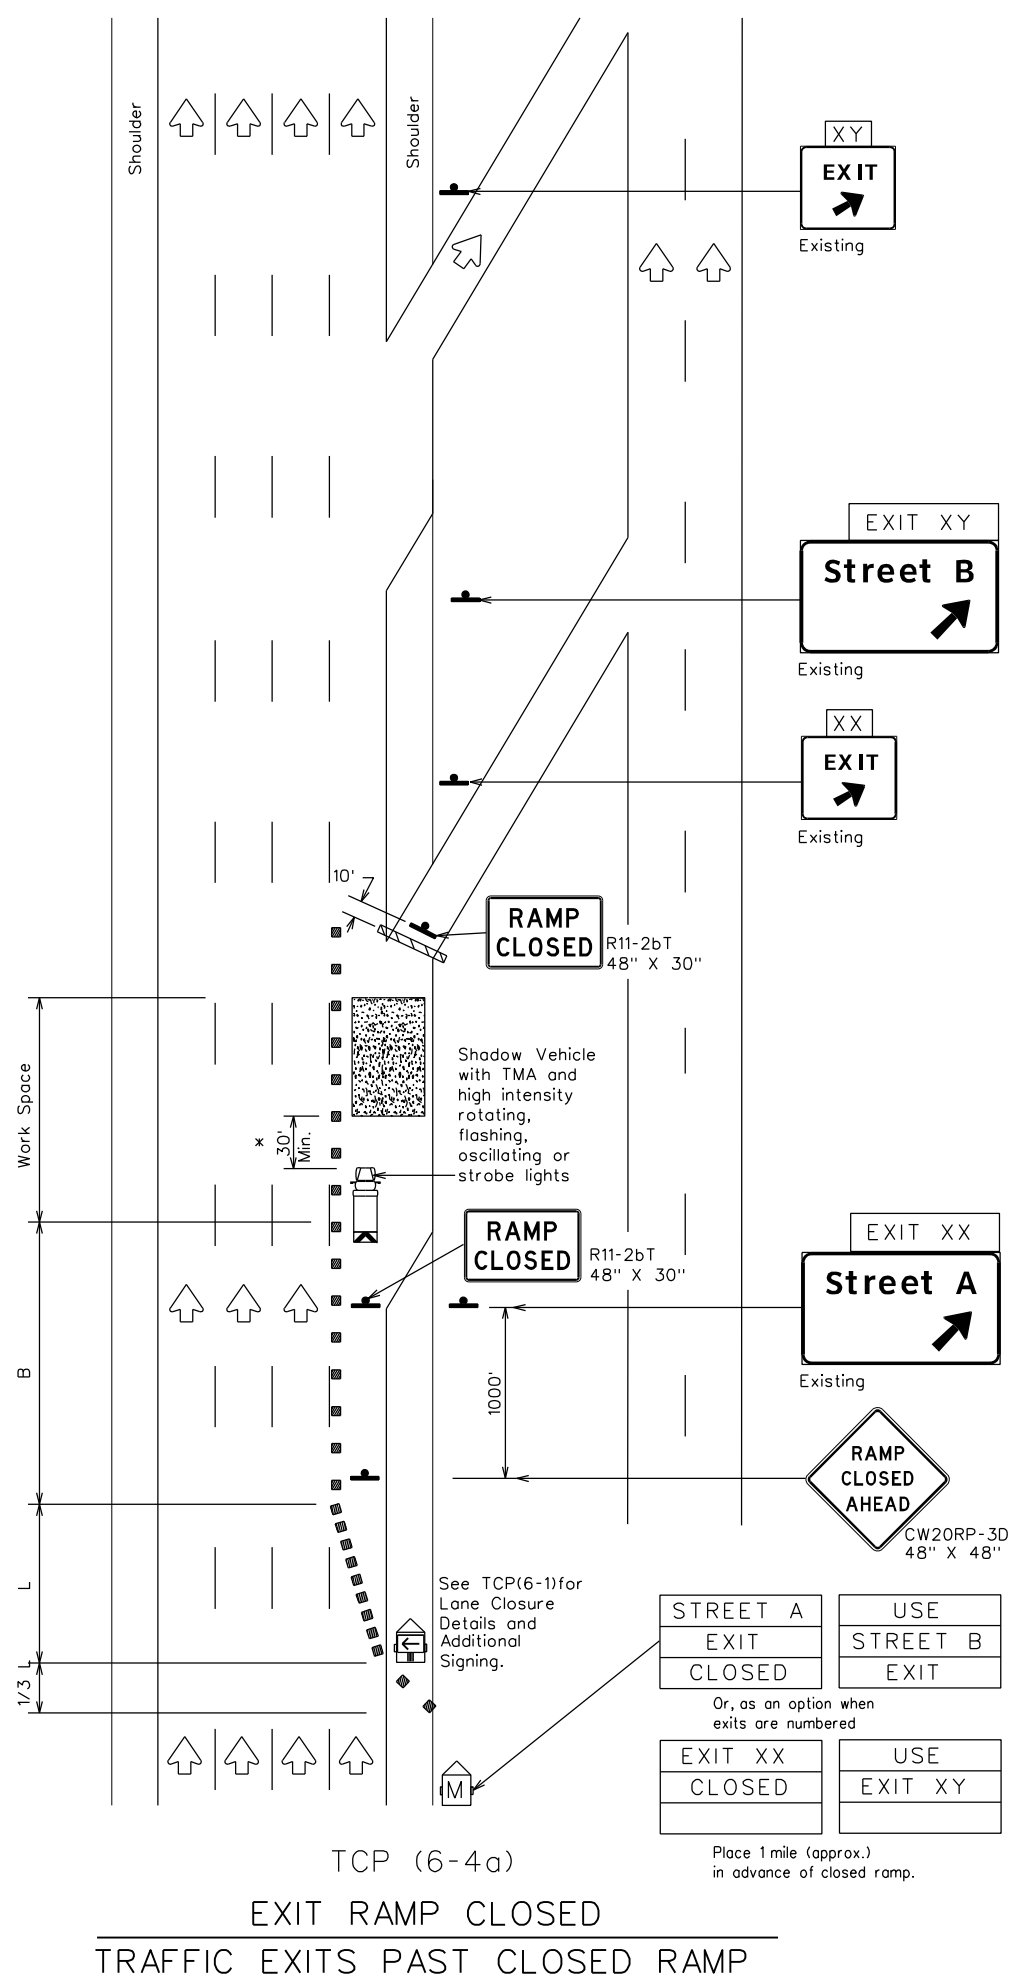 Shoulder
Shoulder
XY
EXIT
Existing
EXIT XY
Street B
Existing
XX
EXIT
Existing
10'
RAMP
CLOSED
R11-2bT
48" X 30"
Work Space
*
30'
Min.
Shadow Vehicle
with TMA and
high intensity
rotating,
flashing,
oscillating or
strobe lights
RAMP
CLOSED
R11-2bT
48" X 30"
EXIT XX
Street A
Existing
B
1000'
RAMP
CLOSED
AHEAD
CW20RP-3D
48" X 48"
L
See TCP(6-1)for
Lane Closure
Details and
Additional
Signing.
1/3 L
STREET A
EXIT
CLOSED
USE
STREET B
EXIT
Or, as an option when
exits are numbered
EXIT XX
CLOSED
USE
EXIT XY
M
Place 1 mile (approx.)
in advance of closed ramp.
TCP (6-4a)
EXIT RAMP CLOSED
TRAFFIC EXITS PAST CLOSED RAMP